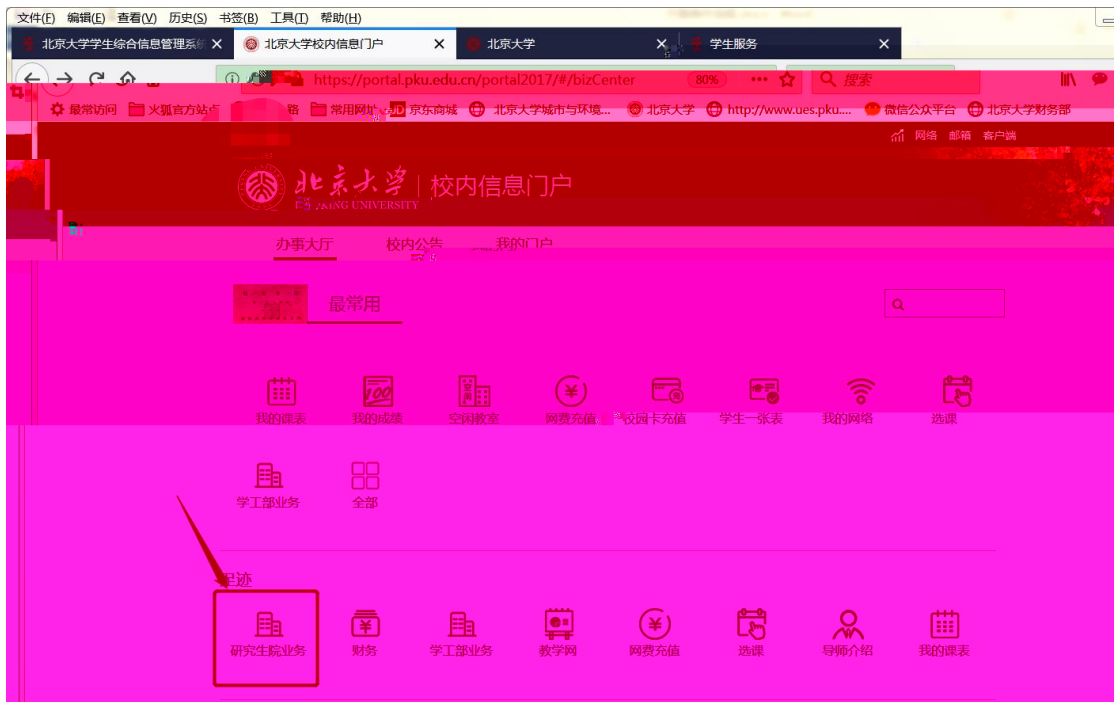 文件(F) 编辑(E) 查看(V) 历史(S) 书签(B) 工具(T) 帮助(H)
北京大学学生综合信息管理系统 北京大学校内信息门户 北京大学 学生服务
https://portal.pku.edu.cn/portal2017/#/bizCenter 80% 搜索
最常访问 火狐官方站点 常用网址 JD 京东商城 北京大学城市与环境... 北京大学 http://www.ues.pku.... 微信公众平台 北京大学财务部
网络 邮箱 客户端
北京大学 校内信息门户
UNIVERSITY
办事大厅 校内公告 我的门户
最常用
100
我的课表 我的成绩 空闲教室 网费充值 校园卡充值 学生一张表 我的网络 选课
学工部业务 全部
足迹
研究生院业务 财务 学工部业务 教学网 网费充值 选课 导师介绍 我的课表